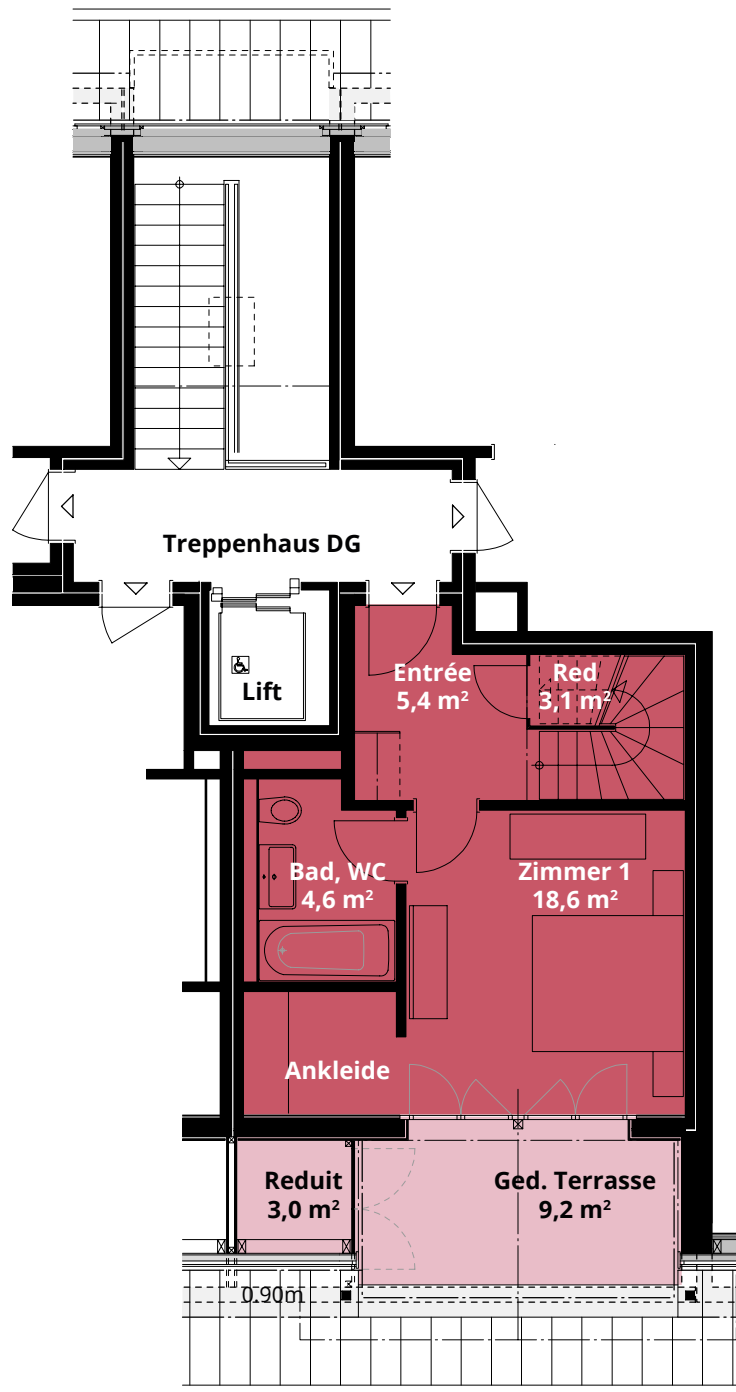 Treppenhaus DG
Lift
Entrée
5,4 m²
Red
3,1 m²
Bad, WC
4,6 m²
Zimmer 1
18,6 m²
Ankleide
Reduit
3,0 m²
Ged. Terrasse
9,2 m²
0.90m